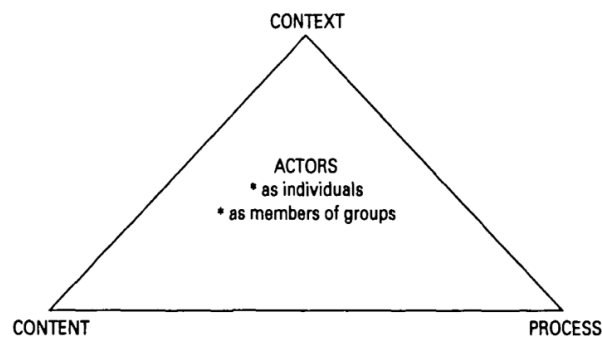 CONTEXT
ACTORS
* as individuals
* as members of groups
CONTENT
PROCESS